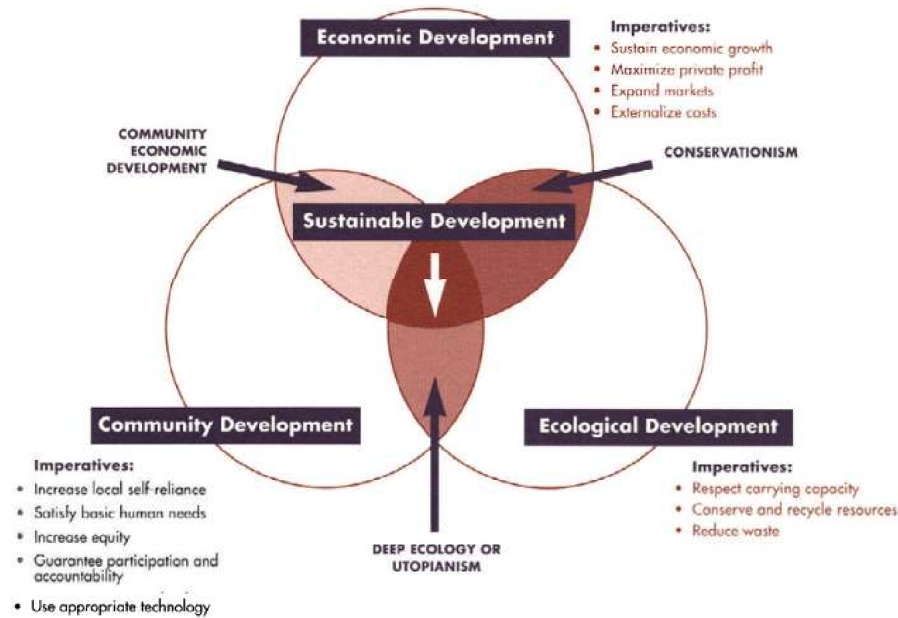 Economic Development
Imperatives:
• Sustain economic growth
• Maximize private profit
• Expand markets
• Externalize costs
COMMUNITY
ECONOMIC
DEVELOPMENT
CONSERVATIONISM
Sustainable Development
Community Development
Imperatives:
• Increase local self-reliance
• Satisfy basic human needs
• Increase equity
• Guarantee participation and
accountability
• Use appropriate technology
Ecological Development
Imperatives:
• Respect carrying capacity
• Conserve and recycle resources
• Reduce waste
DEEP ECOLOGY OR
UTOPIANISM